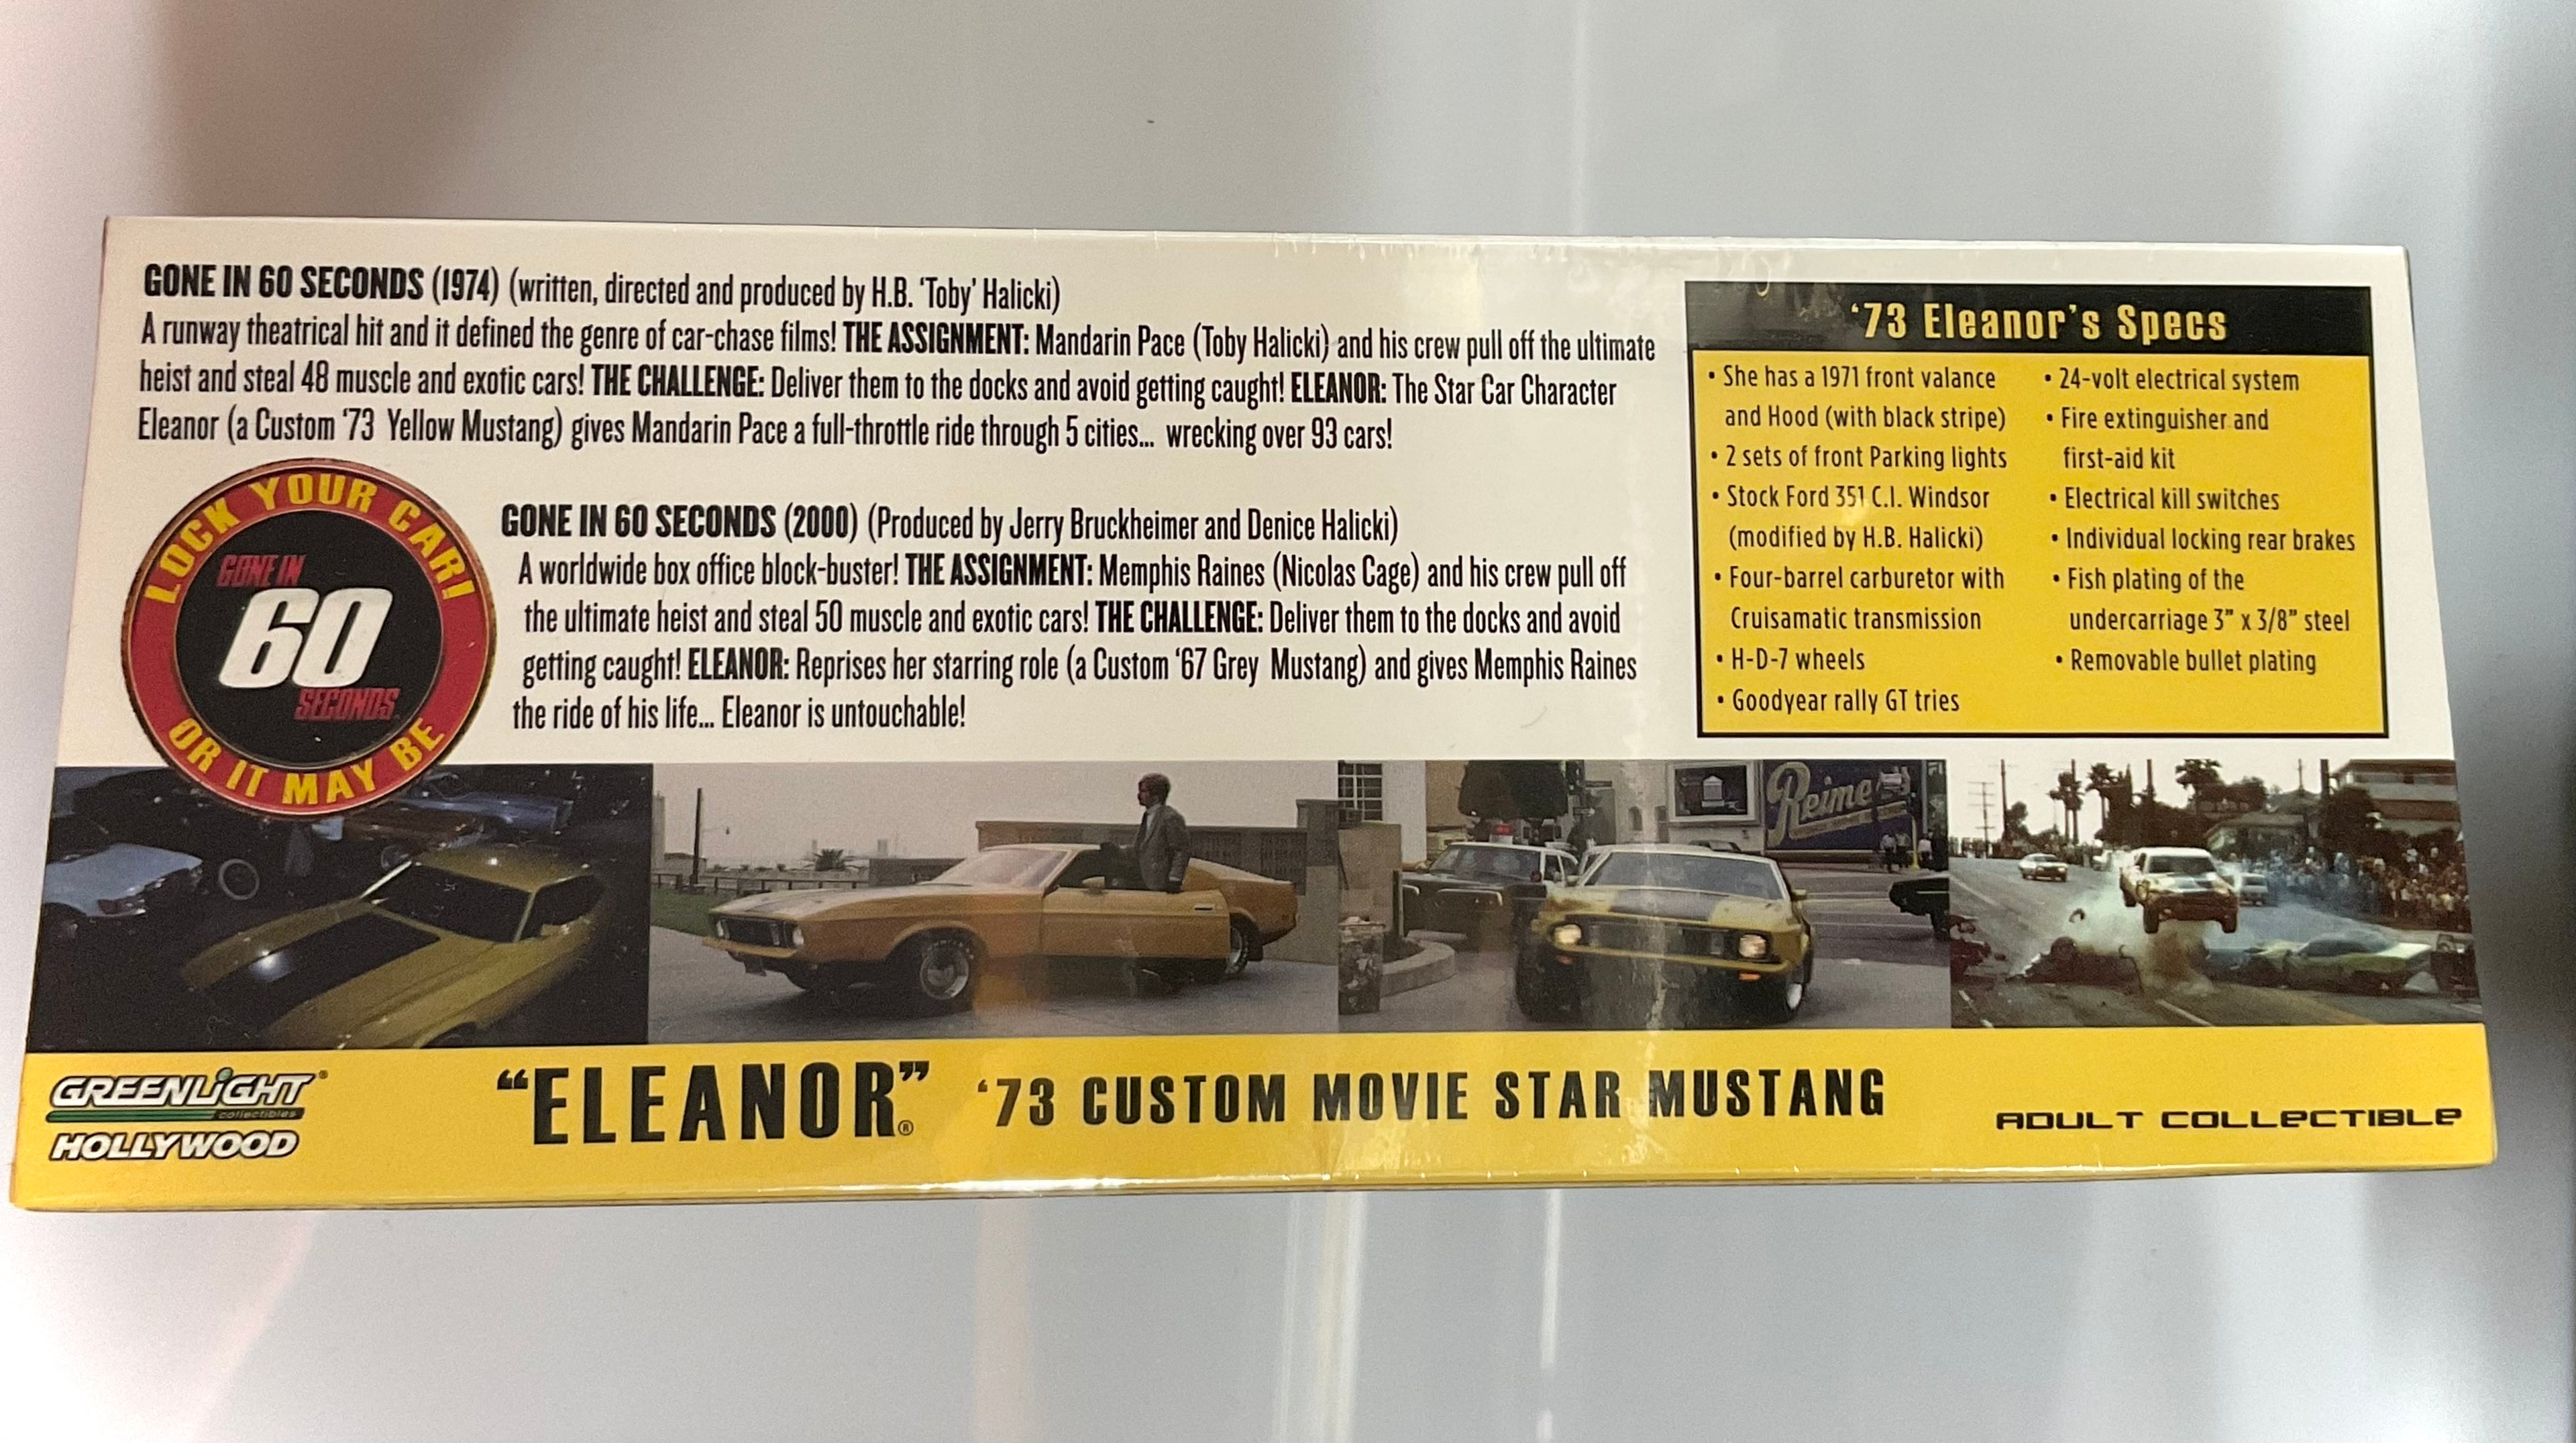 GONE IN 60 SECONDS (1974) (written, directed and produced by H.B. ‘Toby’ Halicki)
A runway theatrical hit and it defined the genre of car-chase films! THE ASSIGNMENT: Mandarin Pace (Toby Halicki) and his crew pull off the ultimate
heist and steal 48 muscle and exotic cars! THE CHALLENGE: Deliver them to the docks and avoid getting caught! ELEANOR: The Star Car Character
Eleanor (a Custom ‘73 Yellow Mustang) gives Mandarin Pace a full-throttle ride through 5 cities... wrecking over 93 cars!
LOCK YOUR CAR!
GONE IN
60
SECONDS
OR IT MAY BE
GONE IN 60 SECONDS (2000) (Produced by Jerry Bruckheimer and Denice Halicki)
A worldwide box office block-buster! THE ASSIGNMENT: Memphis Raines (Nicolas Cage) and his crew pull off
the ultimate heist and steal 50 muscle and exotic cars! THE CHALLENGE: Deliver them to the docks and avoid
getting caught! ELEANOR: Reprises her starring role (a Custom ‘67 Grey Mustang) and gives Memphis Raines
the ride of his life... Eleanor is untouchable!
‘73 Eleanor’s Specs
• She has a 1971 front valance
and Hood (with black stripe)
• 2 sets of front Parking lights
• Stock Ford 351 C.I. Windsor
(modified by H.B. Halicki)
• Four-barrel carburetor with
Cruisamatic transmission
• H-D-7 wheels
• Goodyear rally GT tries
• 24-volt electrical system
• Fire extinguisher and
first-aid kit
• Electrical kill switches
• Individual locking rear brakes
• Fish plating of the
undercarriage 3” x 3/8” steel
• Removable bullet plating
Reime
GREENLiGHT®
collectibles
HOLLYWOOD
“ELEANOR”® ‘73 CUSTOM MOVIE STAR MUSTANG
ADULT COLLECTIBLE